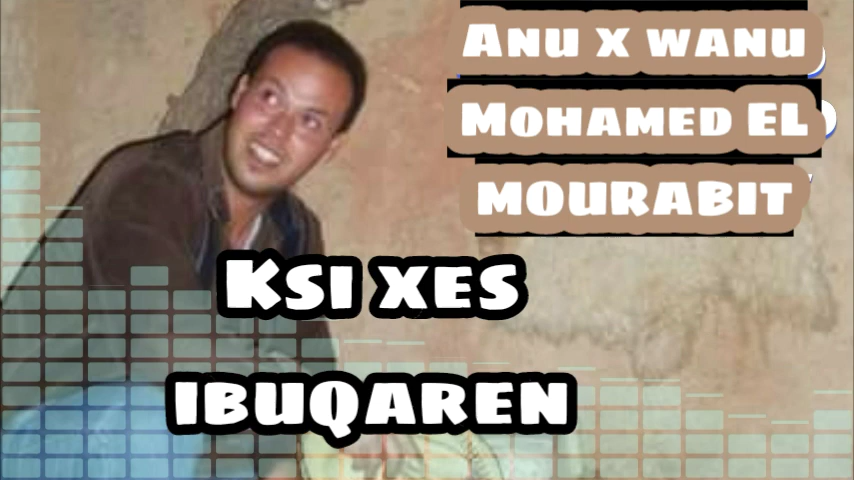 Anu x wanu
Mohamed EL
MOURABIT
Ksi xes
ibuqaren